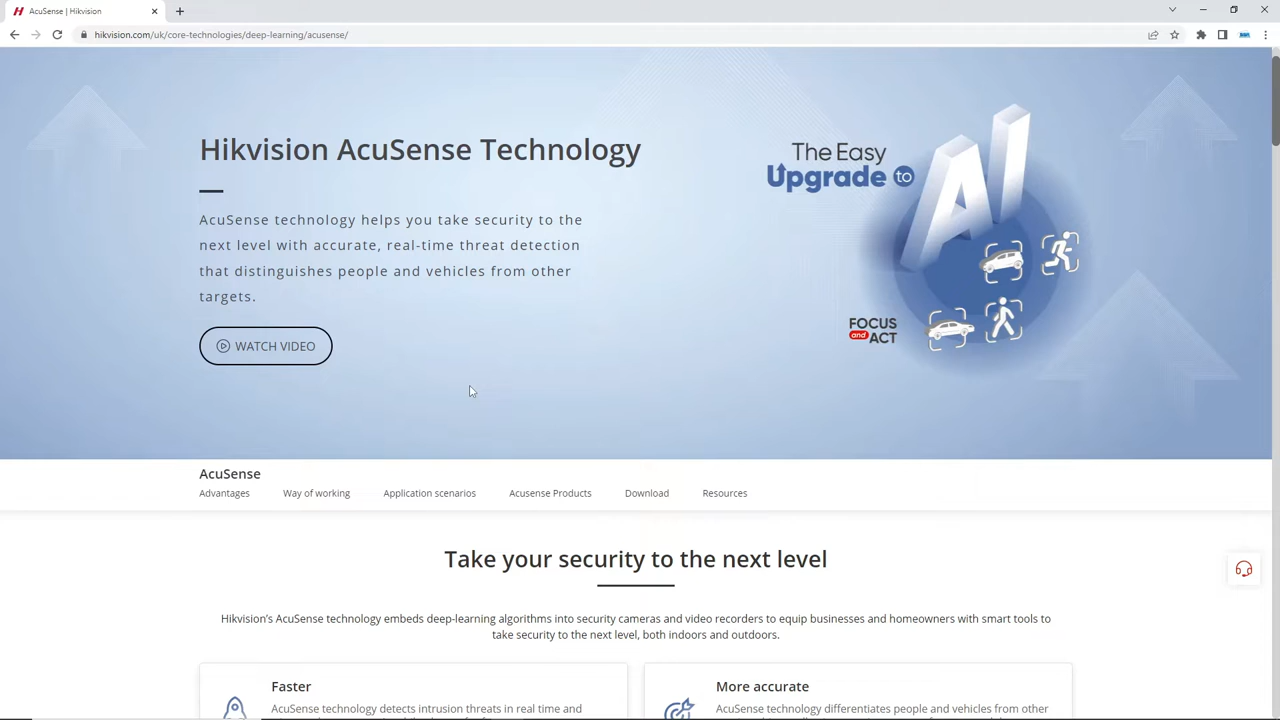 AcuSense | Hikvision
hikvision.com/uk/core-technologies/deep-learning/acusense/
Hikvision AcuSense Technology
AcuSense technology helps you take security to the
next level with accurate, real-time threat detection
that distinguishes people and vehicles from other
targets.
WATCH VIDEO
The Easy
Upgrade to
AI
FOCUS
and ACT
AcuSense
Advantages Way of working Application scenarios Acusense Products Download Resources
Take your security to the next level
Hikvision's AcuSense technology embeds deep-learning algorithms into security cameras and video recorders to equip businesses and homeowners with smart tools to
take security to the next level, both indoors and outdoors.
Faster
AcuSense technology detects intrusion threats in real time and
More accurate
AcuSense technology differentiates people and vehicles from other